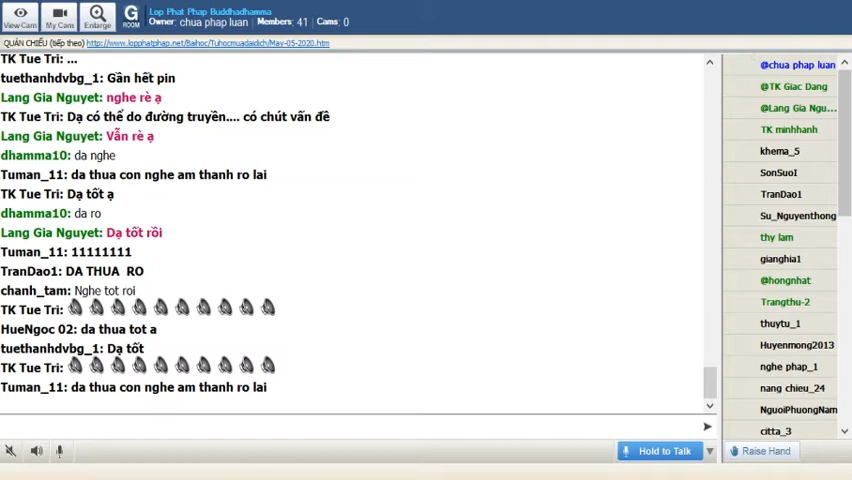 View Cam
My Cam
Enlarge
G
ROOM
Lop Phat Phap Buddhadhamma
Owner: chua phap luan Members: 41 Cams: 0
QUÁN CHIẾU (tiếp theo) http://www.lopphatphap.net/Baihoc/Tuhocmuadaidich/May-05-2020.htm
TK Tue Tri: ...
tuethanhdvbg_1: Gần hết pin
Lang Gia Nguyet: nghe rè ạ
TK Tue Tri: Dạ có thể do đường truyền.... có chút vấn đề
Lang Gia Nguyet: Vẫn rè ạ
dhamma10: da nghe
Tuman_11: da thua con nghe am thanh ro lai
TK Tue Tri: Dạ tốt ạ
dhamma10: da ro
Lang Gia Nguyet: Dạ tốt rồi
Tuman_11: 11111111
TranDao1: DA THUA RO
chanh_tam: Nghe tot roi
TK Tue Tri:
HueNgoc 02: da thua tot a
tuethanhdvbg_1: Dạ tốt
TK Tue Tri:
Tuman_11: da thua con nghe am thanh ro lai
@chua phap luan
@TK Giac Dang
@Lang Gia Ngu...
TK minhhanh
khema_5
SonSuoI
TranDao1
Su_Nguyenthong
thy lam
gianghia1
@hongnhat
Trangthu-2
thuytu_1
Huyenmong2013
nghe phap_1
nang chieu_24
NguoiPhuongNam
citta_3
Hold to Talk
Raise Hand